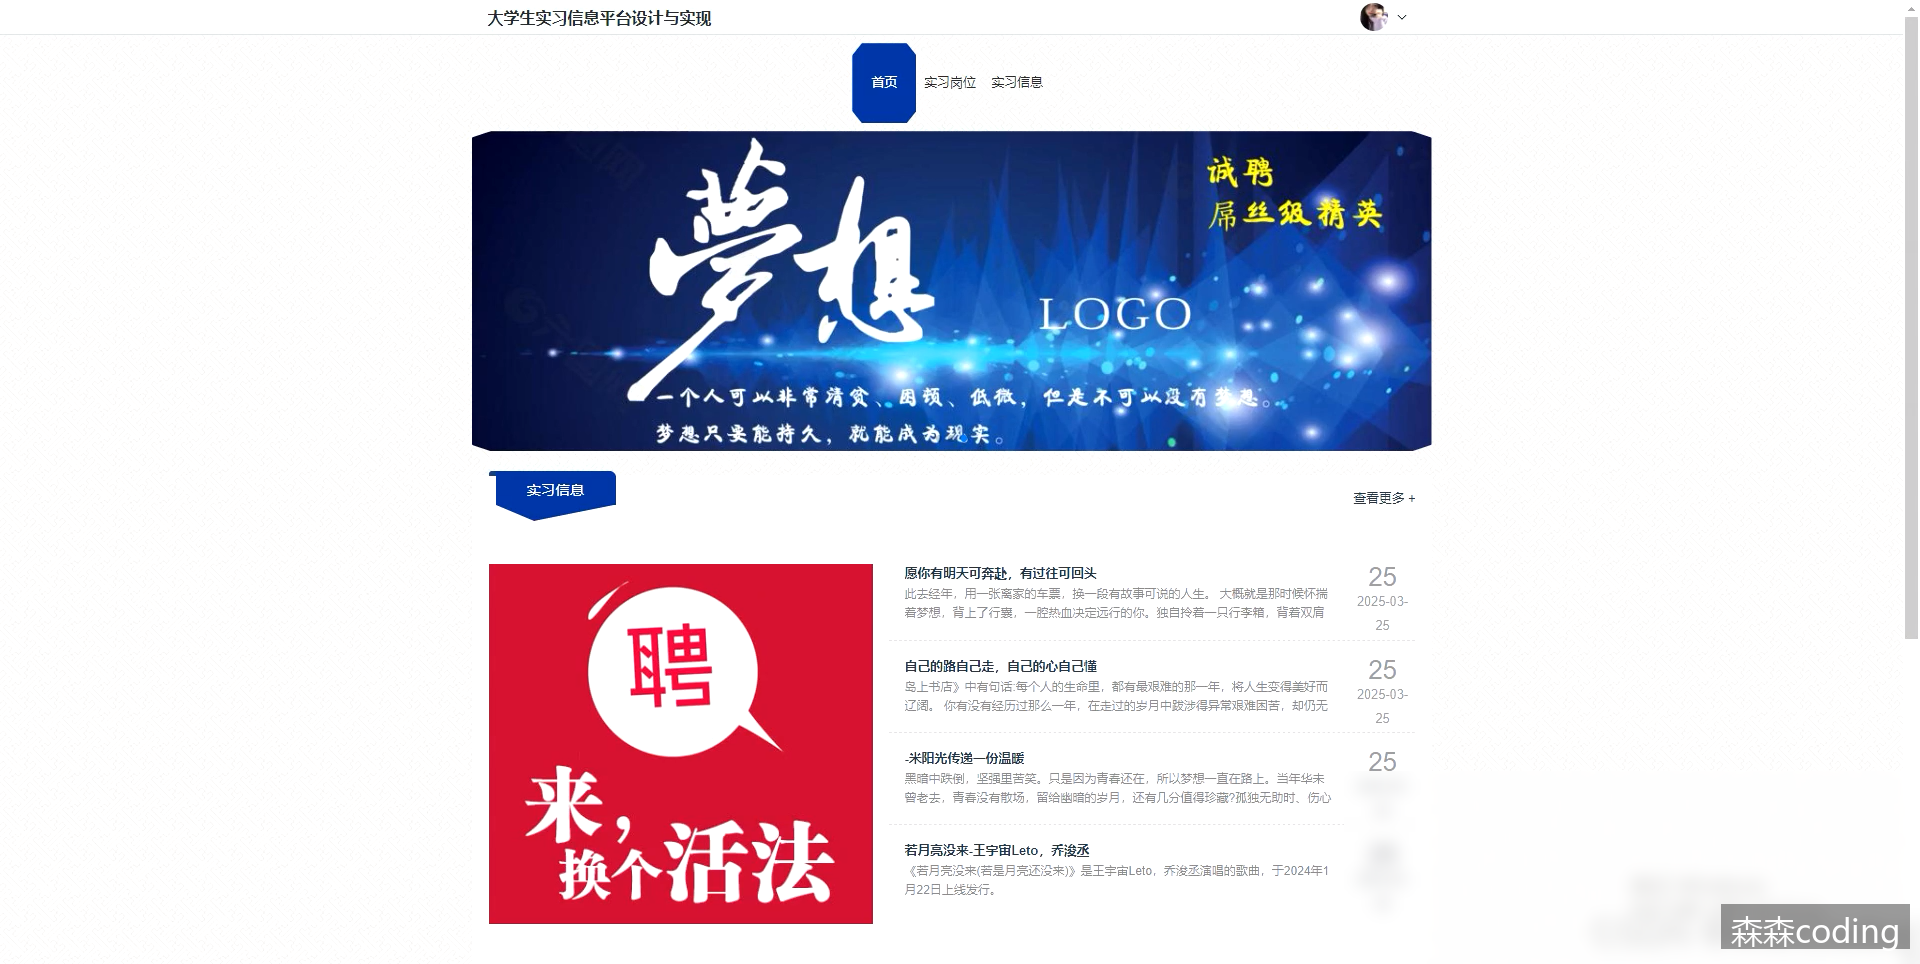 大学生实习信息平台设计与实现
首页
实习岗位
实习信息
夢想
诚聘
屌丝级精英
LOGO
一个人可以非常清贫、困顿、低微，但是不可以没有梦想。
梦想只要能持久，就能成为现实。
实习信息
查看更多 +
聘
来，
换个活法
愿你有明天可奔赴，有过往可回头
此去经年，用一张离家的车票，换一段有故事可说的人生。 大概就是那时候怀揣
着梦想，背上了行囊，一腔热血决定远行的你。独自拎着一只行李箱，背着双肩
25
2025-03-
25
自己的路自己走，自己的心自己懂
岛上书店》中有句话:每个人的生命里，都有最艰难的那一年，将人生变得美好而
辽阔。 你有没有经历过那么一年，在走过的岁月中跋涉得异常艰难困苦，却仍无
25
2025-03-
25
-米阳光传递一份温暖
黑暗中跌倒，坚强里苦笑。只是因为青春还在，所以梦想一直在路上。当年华未
曾老去，青春没有散场，留给幽暗的岁月，还有几分值得珍藏?孤独无助时、伤心
25
若月亮没来-王宇宙Leto，乔浚丞
《若月亮没来(若是月亮还没来)》是王宇宙Leto，乔浚丞演唱的歌曲，于2024年1
月22日上线发行。
森森coding